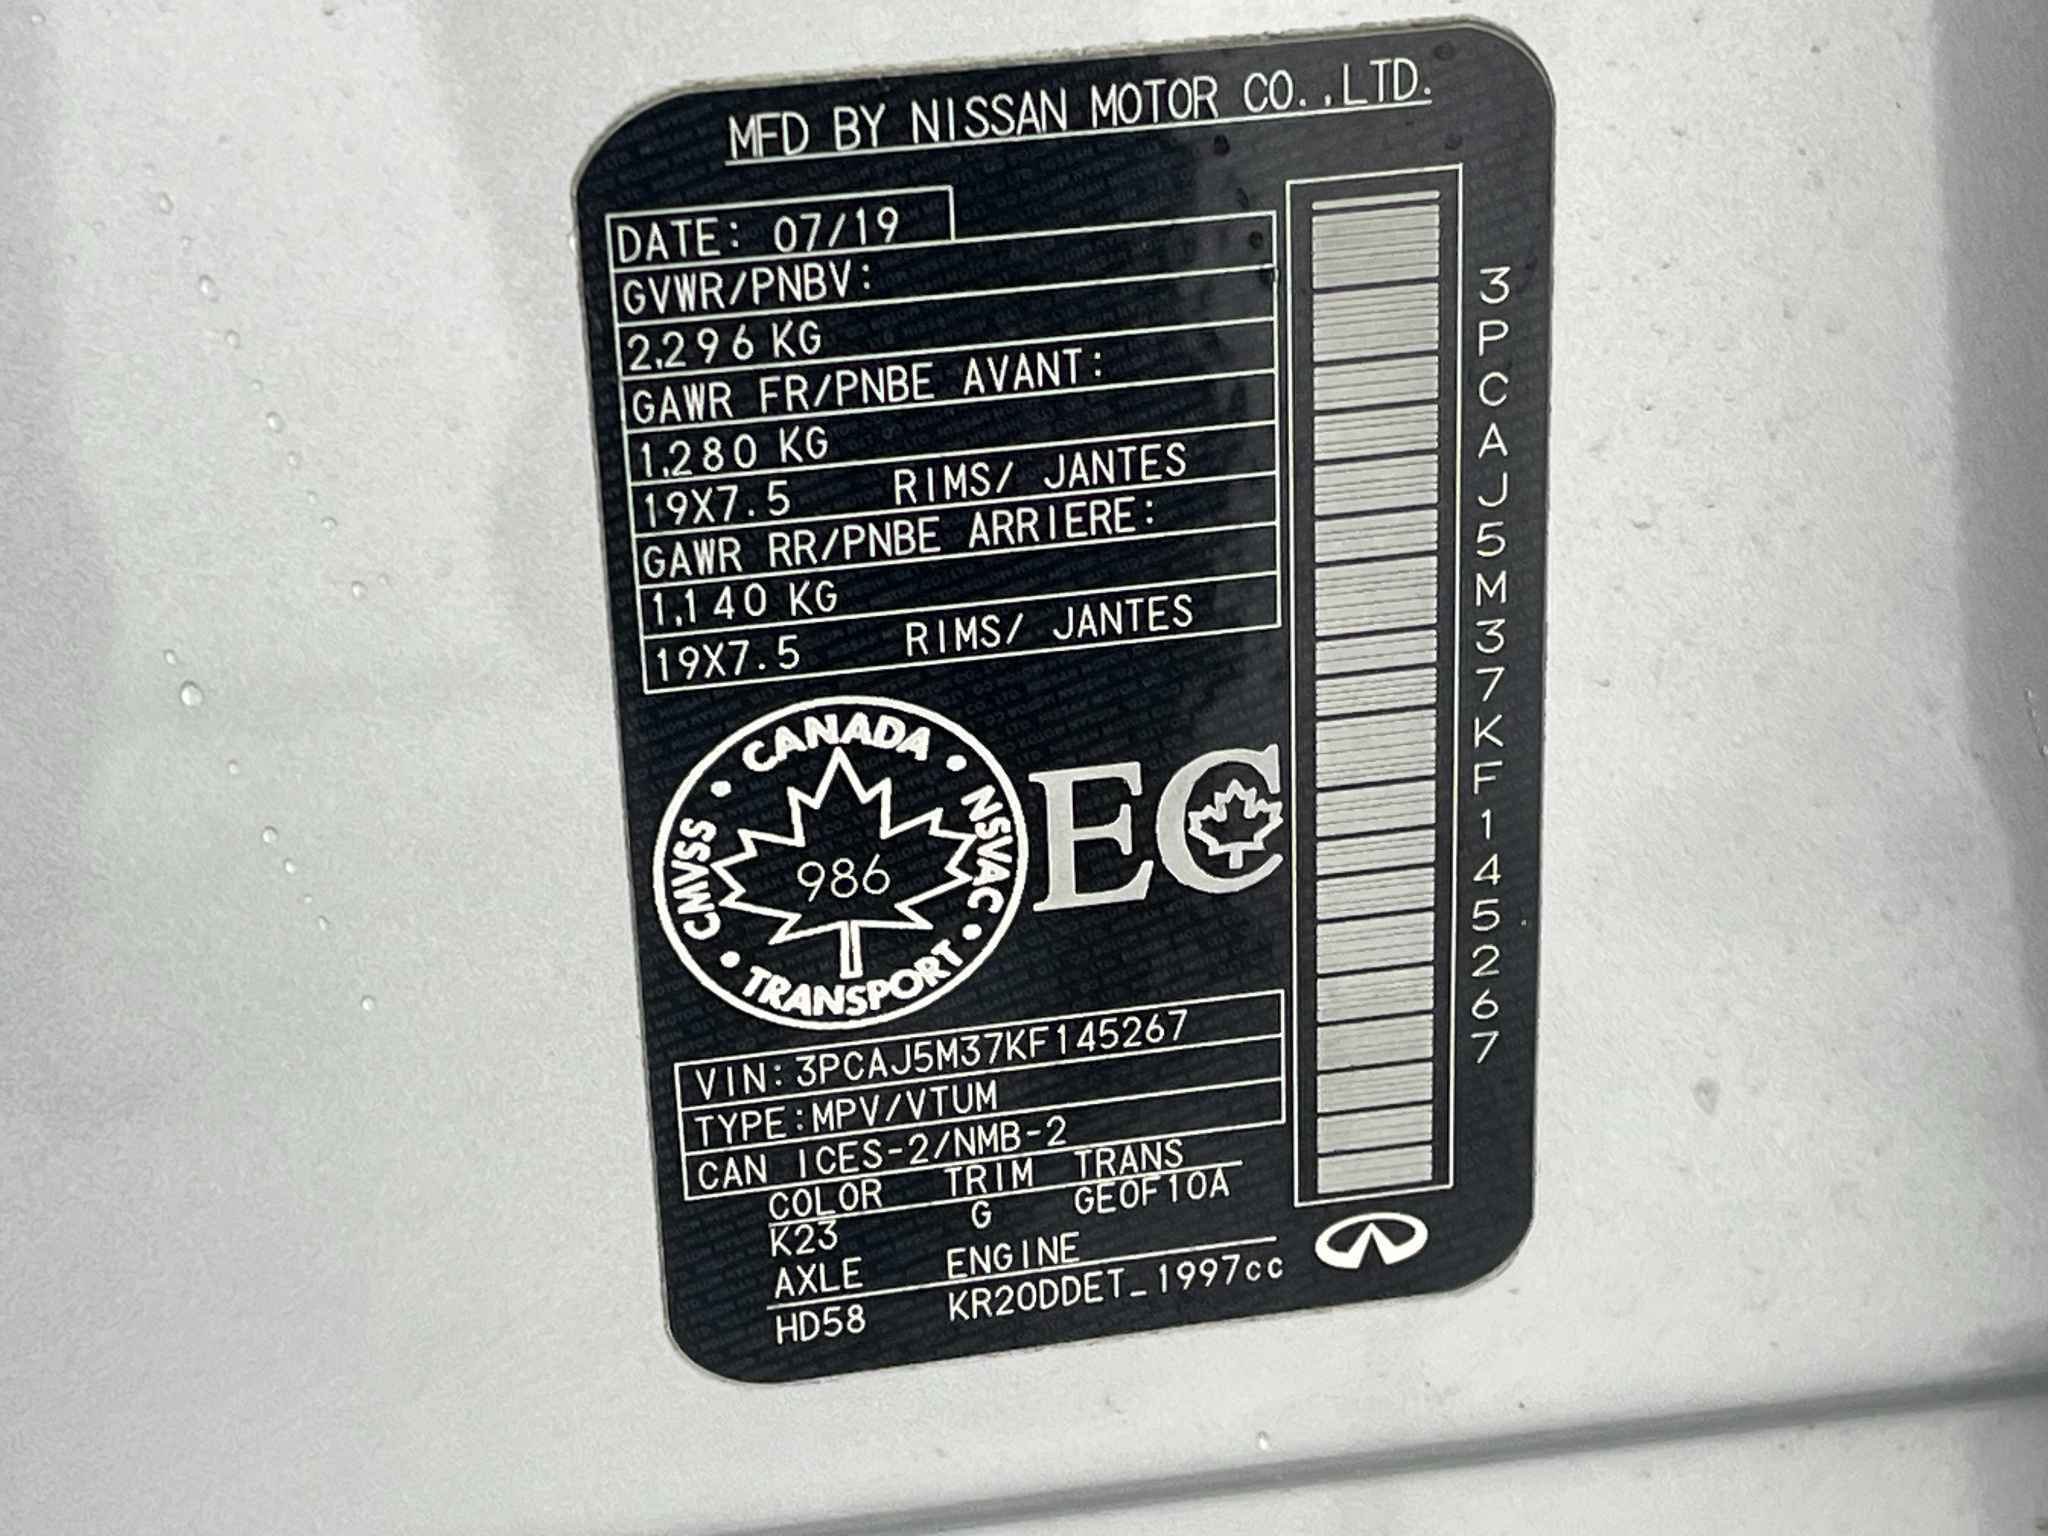 MFD BY NISSAN MOTOR CO.,LTD.
DATE: 07/19
GVWR/PNBV:
2,296 KG
GAWR FR/PNBE AVANT:
1,280 KG
19X7.5 RIMS/ JANTES
GAWR RR/PNBE ARRIERE:
1,140 KG
19X7.5 RIMS/ JANTES
CANADA
CMVSS
NSVAC
986
TRANSPORT
EC
VIN:3PCAJ5M37KF145267
TYPE:MPV/VTUM
CAN ICES-2/NMB-2
COLOR TRIM TRANS
K23 G GE0F10A
AXLE ENGINE
HD58 KR20DDET_1997cc
3PCAJ5M37KF145267